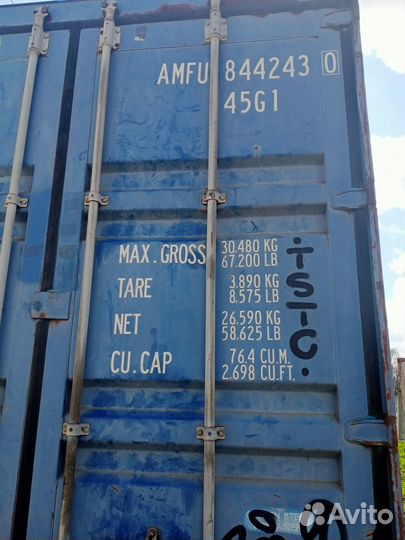 AMFU 844243 0
45G1
MAX.GROSS 30.480 KG
67.200 LB
TARE 3.890 KG
8.575 LB
NET 26.590 KG
58.625 LB
CU.CAP 76.4 CU.M.
2.698 CU.FT.
TSTC.
Avito